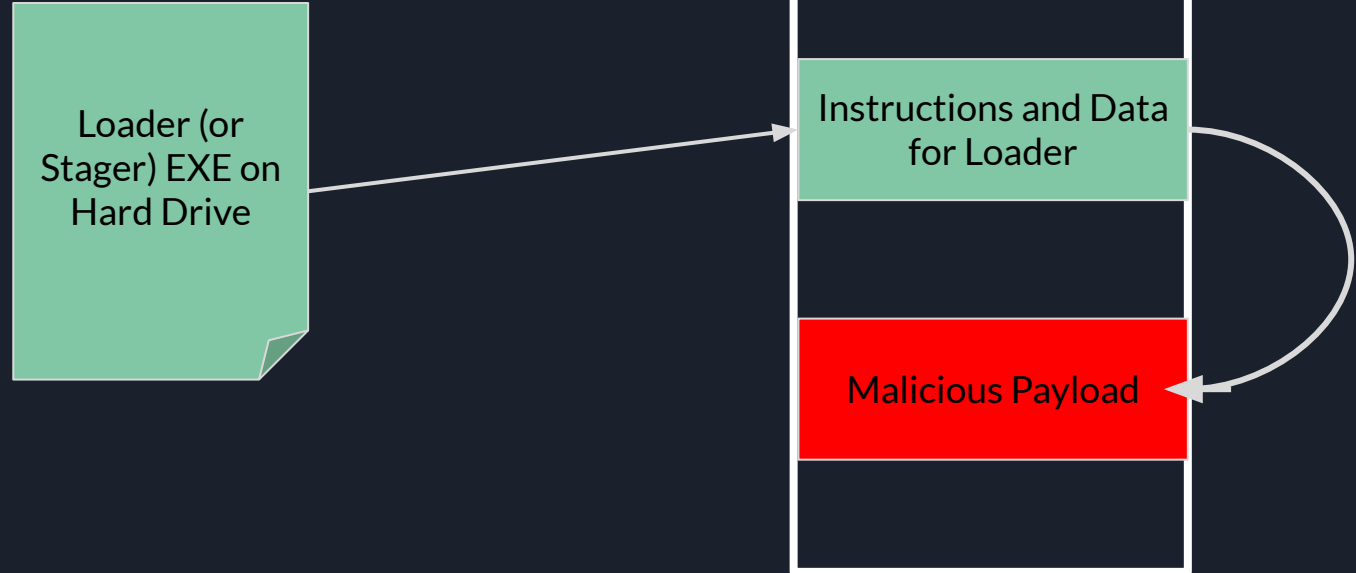 Loader (or
Stager) EXE on
Hard Drive
Instructions and Data
for Loader
Malicious Payload